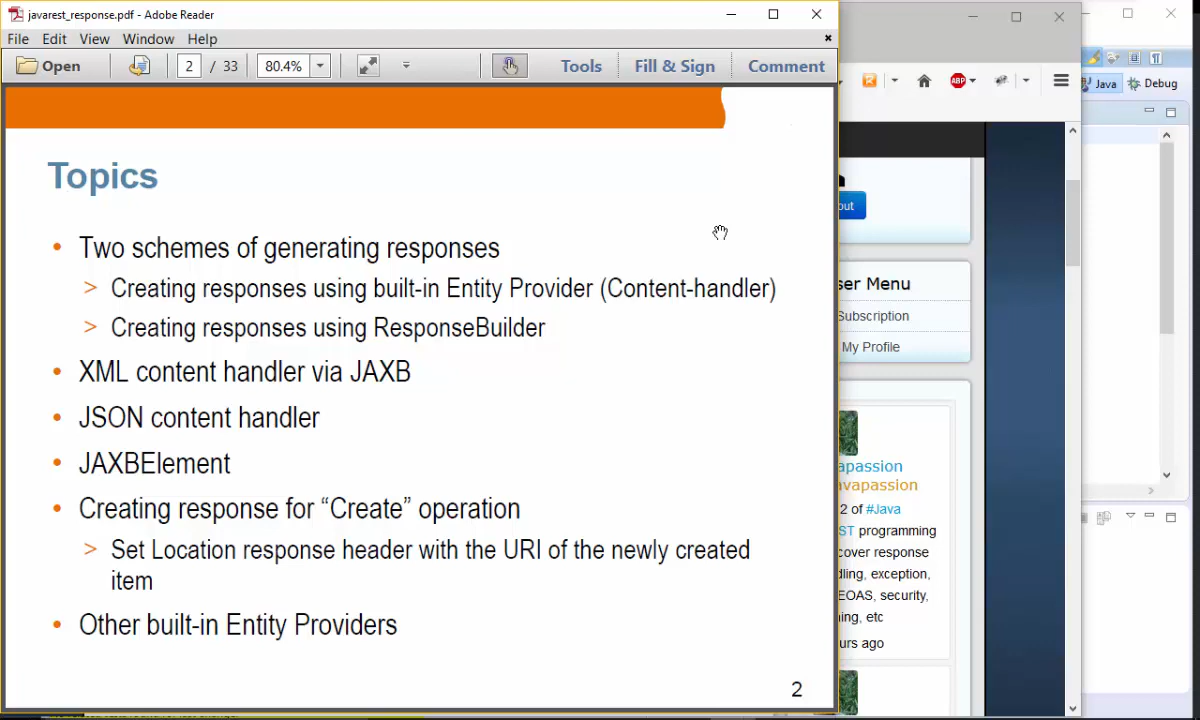 javarest_response.pdf - Adobe Reader
File Edit View Window Help
Open 2 / 33 80.4% Tools Fill & Sign Comment
Topics
• Two schemes of generating responses
> Creating responses using built-in Entity Provider (Content-handler)
> Creating responses using ResponseBuilder
• XML content handler via JAXB
• JSON content handler
• JAXBElement
• Creating response for “Create” operation
> Set Location response header with the URI of the newly created
item
• Other built-in Entity Providers
2
ABP
out
ser Menu
Subscription
My Profile
apassion
avapassion
2 of #Java
ST programming
cover response
dling, exception,
EOAS, security,
ning, etc
urs ago
Java Debug